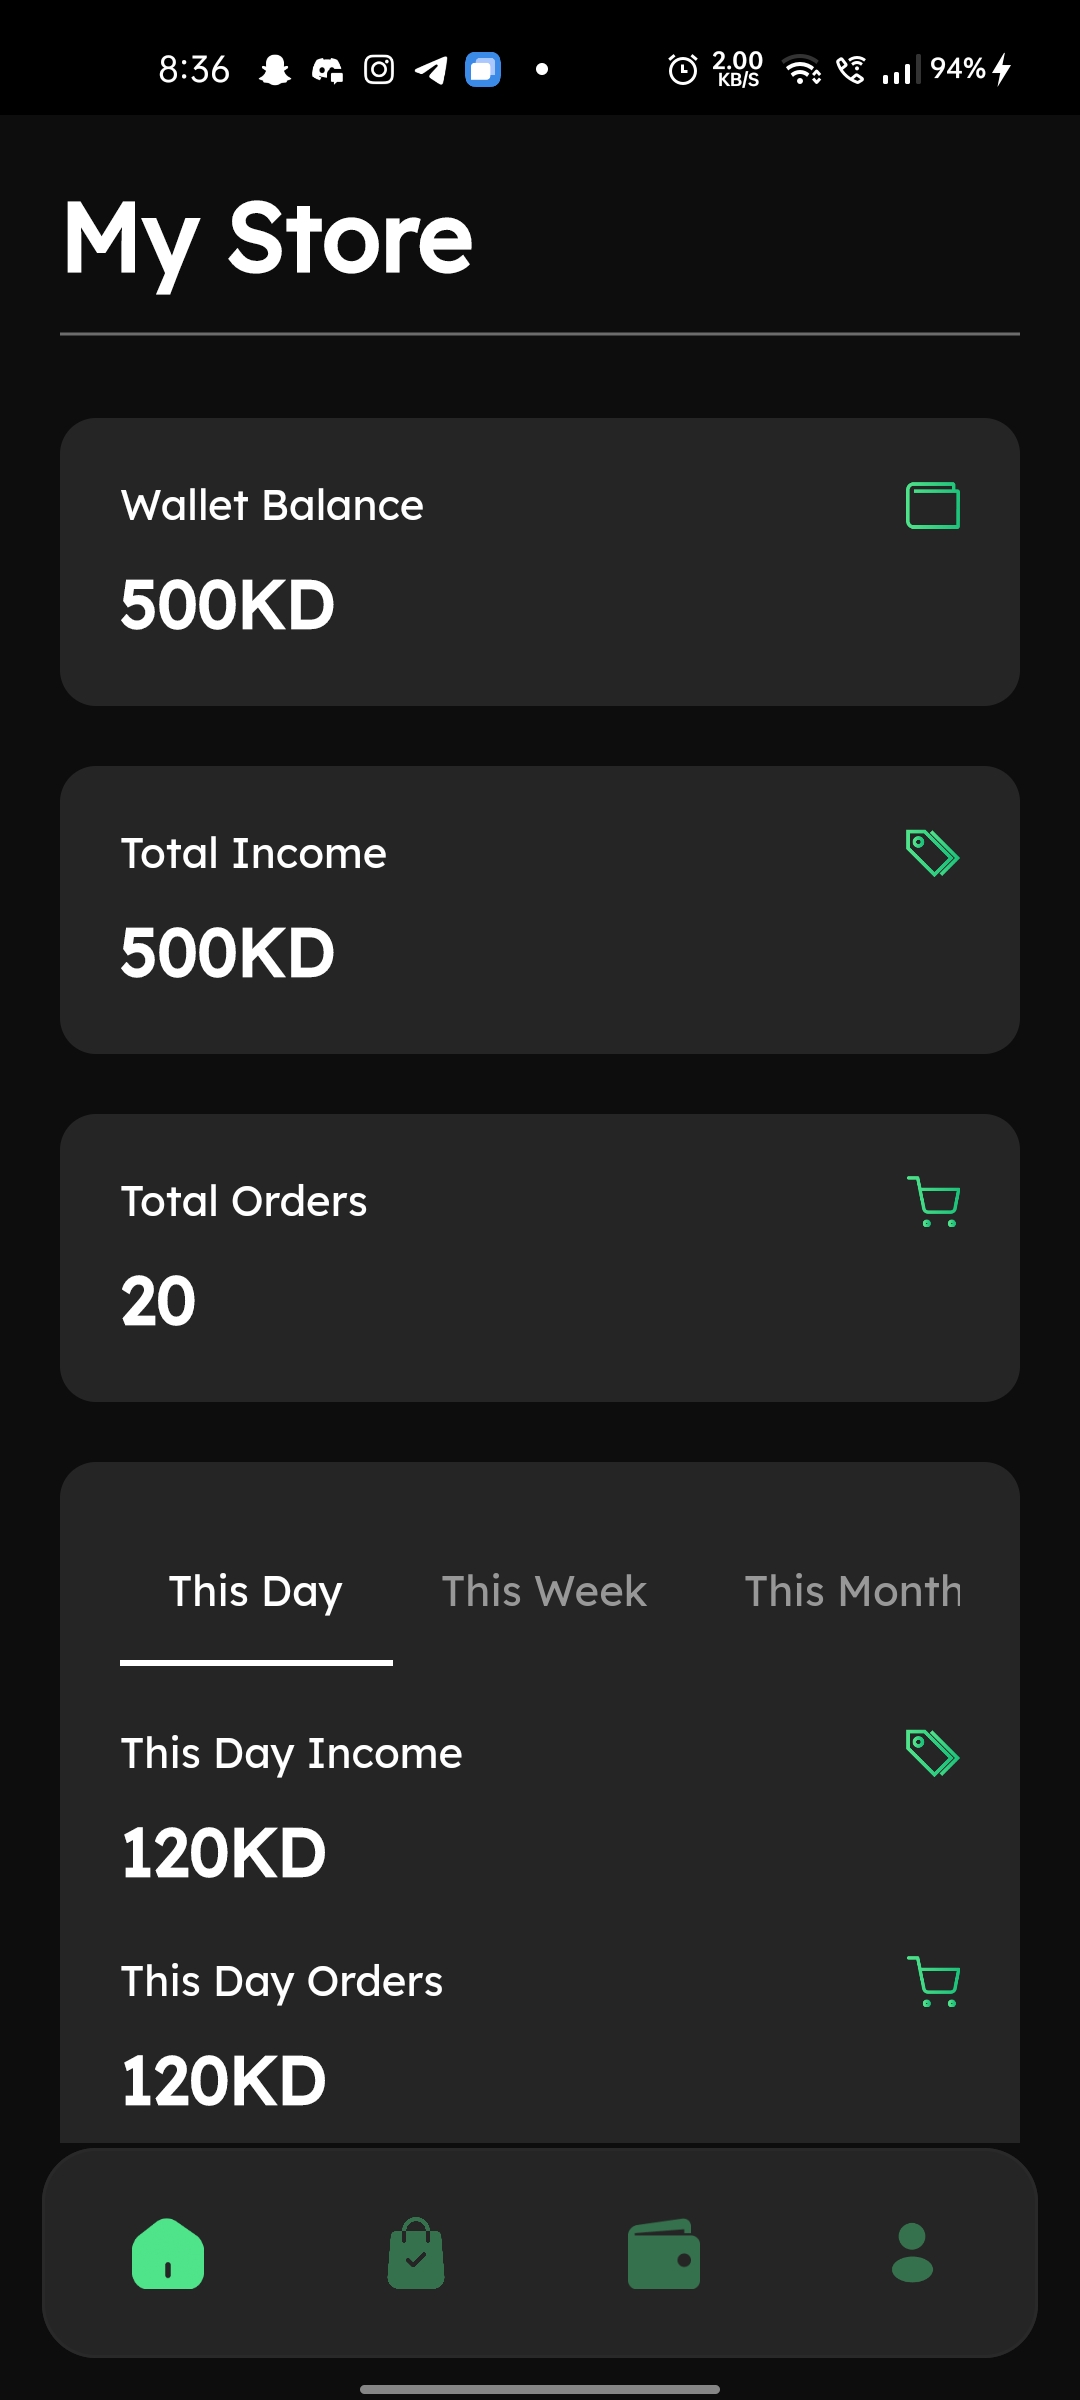 8:36 2.00 KB/S 94%
My Store
Wallet Balance
500KD
Total Income
500KD
Total Orders
20
This Day This Week This Month
This Day Income
120KD
This Day Orders
120KD